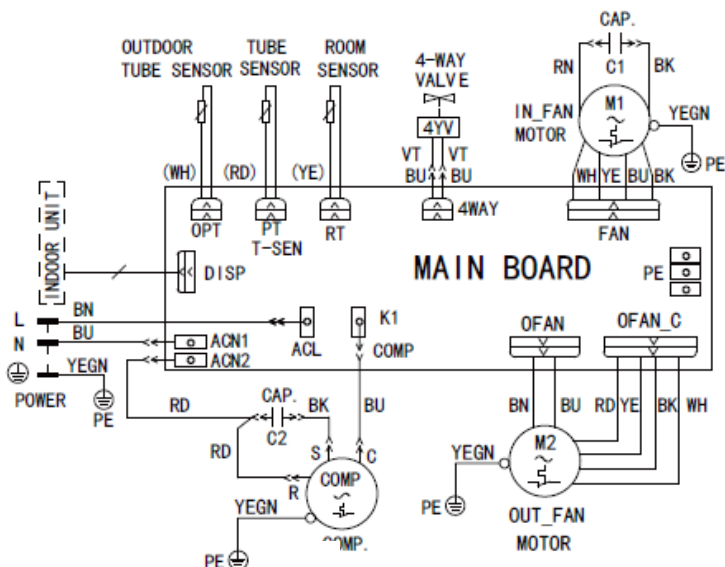 OUTDOOR TUBE SENSOR
TUBE SENSOR
ROOM SENSOR
4-WAY VALVE
4YV
CAP.
C1
RN
BK
M1
IN_FAN MOTOR
YEGN
PE
(WH)
(RD)
(YE)
VT
VT
BU
BU
WH
YE
BU
BK
OPT
PT
T-SEN
RT
4WAY
FAN
INDOOR UNIT
DISP
MAIN BOARD
PE
L
BN
ACL
K1
COMP
N
BU
ACN1
ACN2
OFAN
OFAN_C
YEGN
POWER
PE
RD
CAP.
C2
BK
BU
BN
BU
RD
YE
BK
WH
RD
S
C
R
COMP
YEGN
PE
YEGN
M2
PE
OUT_FAN MOTOR